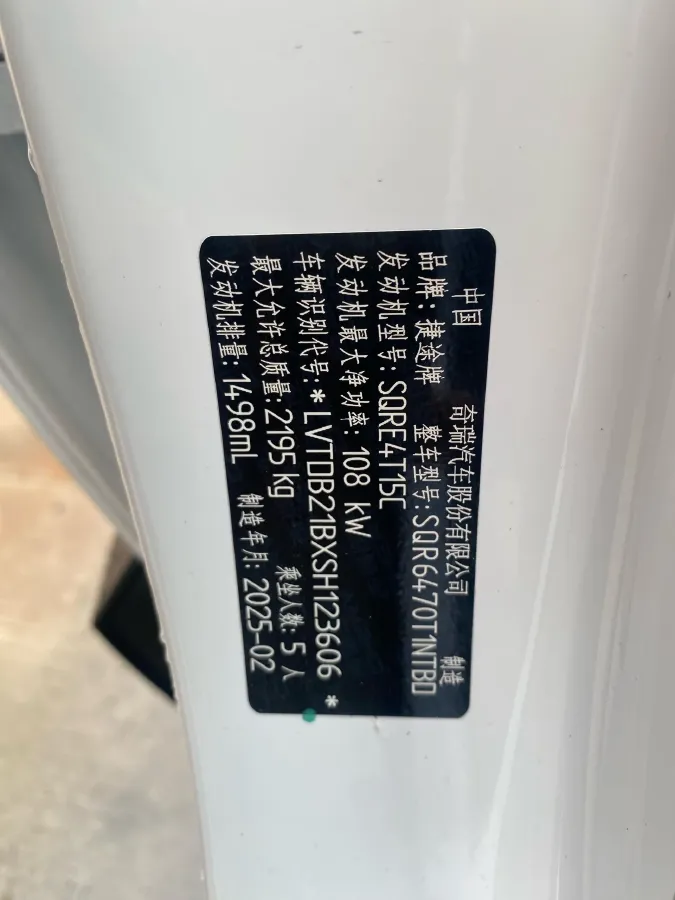 中国 奇瑞汽车股份有限公司 制造
品牌：捷途牌 整车型号：SQR6470T1NTBD
发动机型号：SQRE4T15C
发动机最大净功率：108 kW
车辆识别代号：*LVTDB21BXSH123606*
最大允许总质量：2195 kg 乘坐人数：5 人
发动机排量：1498mL 制造年月：2025-02